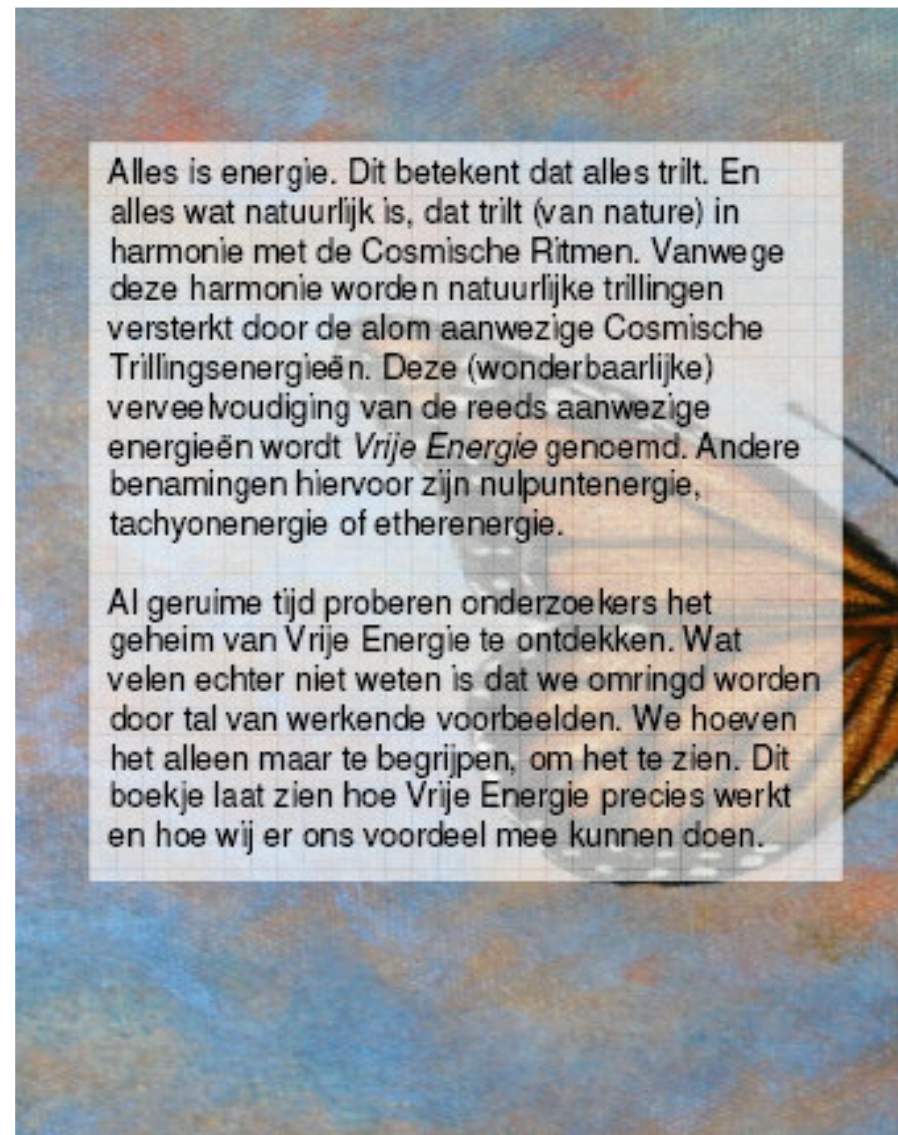 Alles is energie. Dit betekent dat alles trilt. En
alles wat natuurlijk is, dat trilt (van nature) in
harmonie met de Cosmische Ritmen. Vanwege
deze harmonie worden natuurlijke trillingen
versterkt door de alom aanwezige Cosmische
Trillingsenergieën. Deze (wonderbaarlijke)
verveelvoudiging van de reeds aanwezige
energieën wordt Vrije Energie genoemd. Andere
benamingen hiervoor zijn nulpuntenergie,
tachyonenergie of etherenergie.

Al geruime tijd proberen onderzoekers het
geheim van Vrije Energie te ontdekken. Wat
velen echter niet weten is dat we omringd worden
door tal van werkende voorbeelden. We hoeven
het alleen maar te begrijpen, om het te zien. Dit
boekje laat zien hoe Vrije Energie precies werkt
en hoe wij er ons voordeel mee kunnen doen.